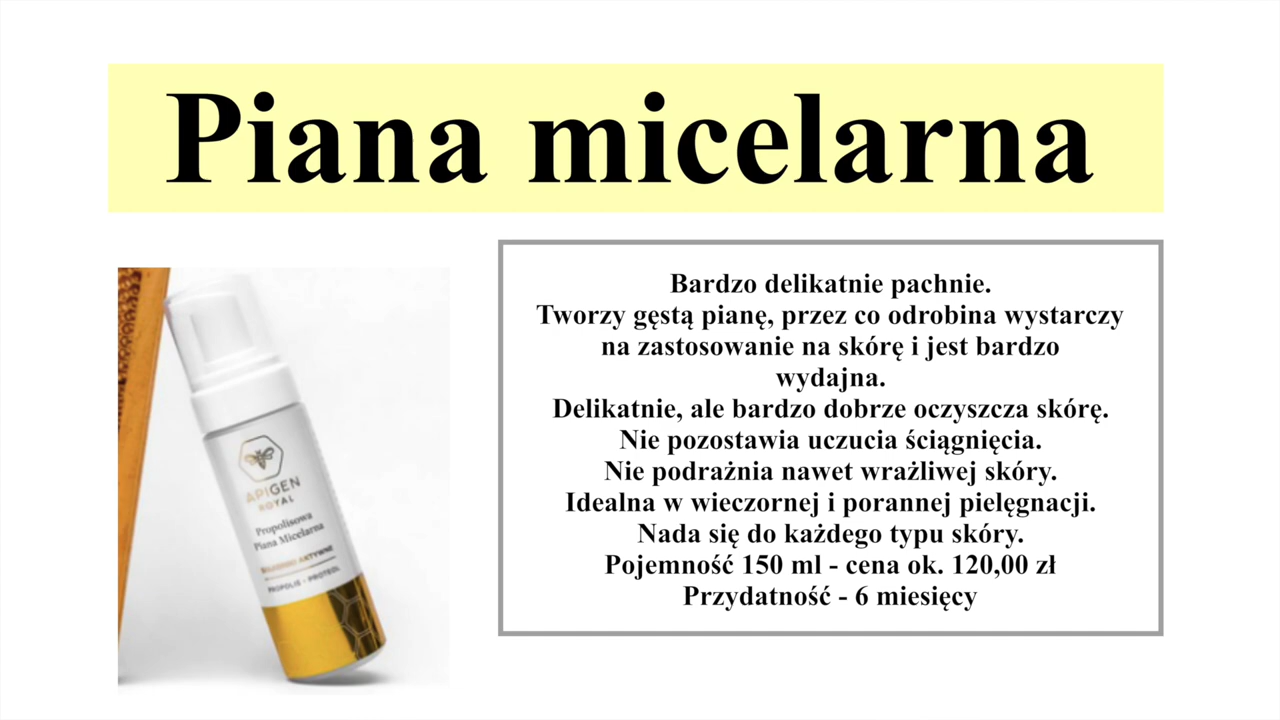 Piana micelarna
Bardzo delikatnie pachnie.
Tworzy gęstą pianę, przez co odrobina wystarczy
na zastosowanie na skórę i jest bardzo
wydajna.
Delikatnie, ale bardzo dobrze oczyszcza skórę.
Nie pozostawia uczucia ściągnięcia.
Nie podrażnia nawet wrażliwej skóry.
Idealna w wieczornej i porannej pielęgnacji.
Nada się do każdego typu skóry.
Pojemność 150 ml - cena ok. 120,00 zł
Przydatność - 6 miesięcy
APIGEN
ROYAL
Propolisowa
Piana Micelarna
SKŁADNIKI AKTYWNE
PROPOLIS - PROTEOL